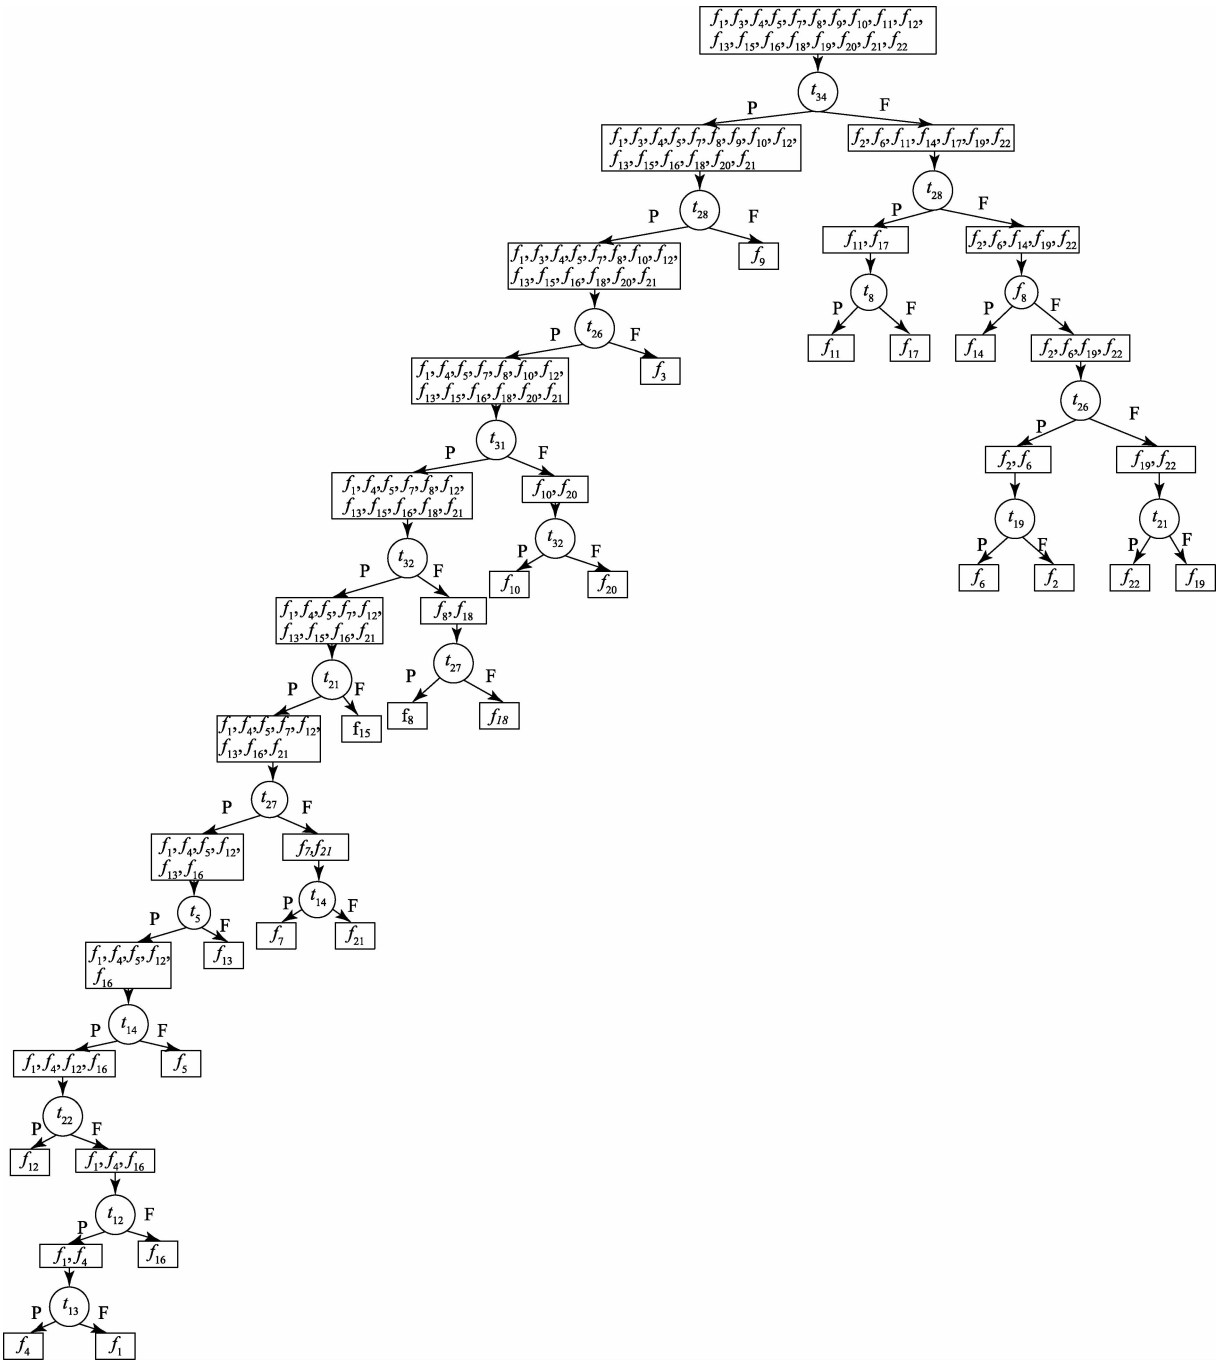 f1,f3,f4,f5,f7,f8,f9,f10,f11,f12,
f13,f15,f16,f18,f19,f20,f21,f22
t34
P
F
f1,f3,f4,f5,f7,f8,f9,f10,f12,
f13,f15,f16,f18,f20,f21
f2,f6,f11,f14,f17,f19,f22
t28
t28
P
F
P
F
f1,f3,f4,f5,f7,f8,f10,f12,
f13,f15,f16,f18,f20,f21
f9
f11,f17
f2,f6,f14,f19,f22
t26
t8
f8
P
F
P
F
P
F
f1,f4,f5,f7,f8,f10,f12,
f13,f15,f16,f18,f20,f21
f3
f11
f17
f14
f2,f6,f19,f22
t31
t26
P
F
P
F
f1,f4,f5,f7,f8,f12,
f13,f15,f16,f18,f21
f10,f20
f2,f6
f19,f22
t32
t32
t19
t21
P
F
P
F
P
F
P
F
f1,f4,f5,f7,f12,
f13,f15,f16,f21
f8,f18
f10
f20
f6
f2
f22
f19
t21
t27
P
F
P
F
f1,f4,f5,f7,f12,
f13,f16,f21
f15
f8
f18
t27
P
F
f1,f4,f5,f12,
f13,f16
f7,f21
t5
t14
P
F
P
F
f1,f4,f5,f12,
f16
f13
f7
f21
t14
P
F
f1,f4,f12,f16
f5
t22
P
F
f12
f1,f4,f16
t12
P
F
f1,f4
f16
t13
P
F
f4
f1